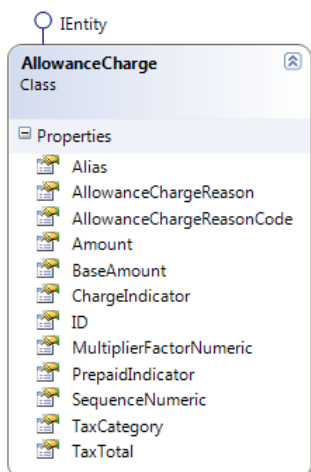 IEntity
AllowanceCharge
Class
Properties
Alias
AllowanceChargeReason
AllowanceChargeReasonCode
Amount
BaseAmount
ChargeIndicator
ID
MultiplierFactorNumeric
PrepaidIndicator
SequenceNumeric
TaxCategory
TaxTotal